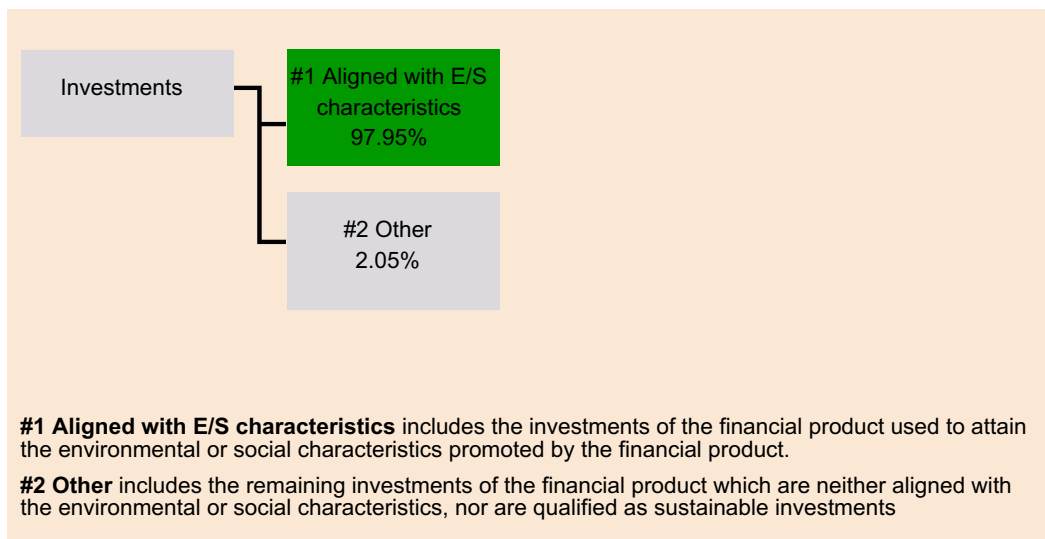 Investments
#1 Aligned with E/S
characteristics
97.95%
#2 Other
2.05%
#1 Aligned with E/S characteristics includes the investments of the financial product used to attain
the environmental or social characteristics promoted by the financial product.
#2 Other includes the remaining investments of the financial product which are neither aligned with
the environmental or social characteristics, nor are qualified as sustainable investments